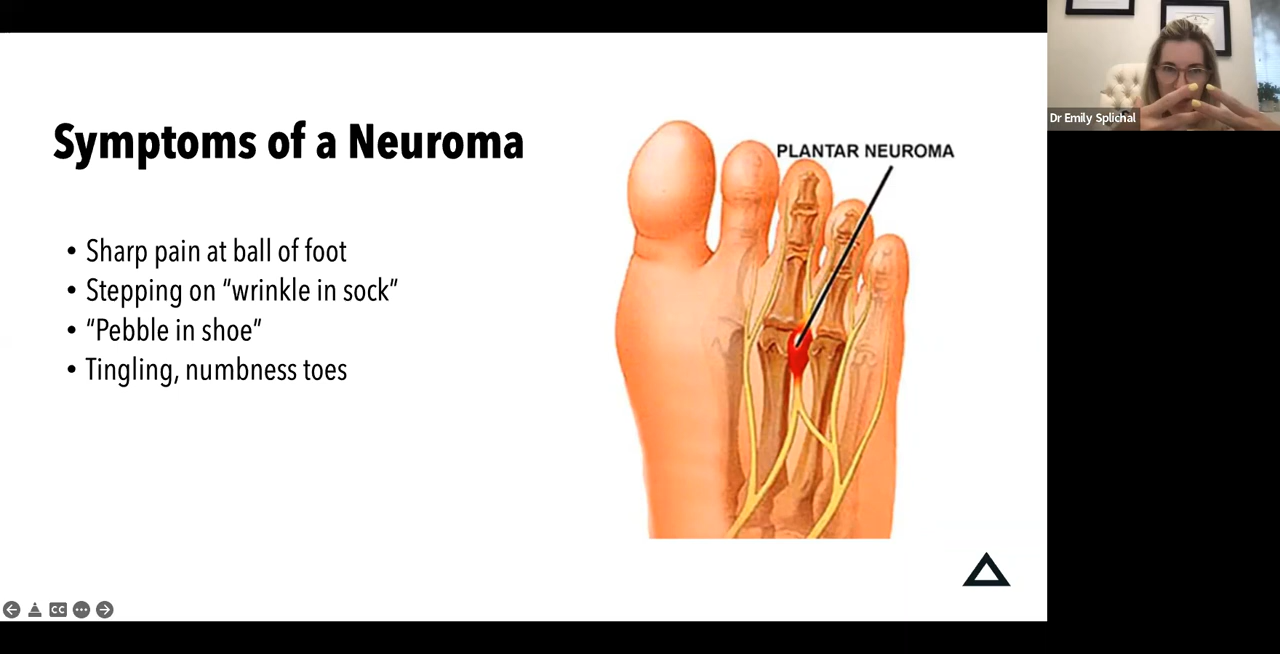 Symptoms of a Neuroma
• Sharp pain at ball of foot
• Stepping on “wrinkle in sock”
• “Pebble in shoe”
• Tingling, numbness toes
PLANTAR NEUROMA
Dr Emily Splichal
CC